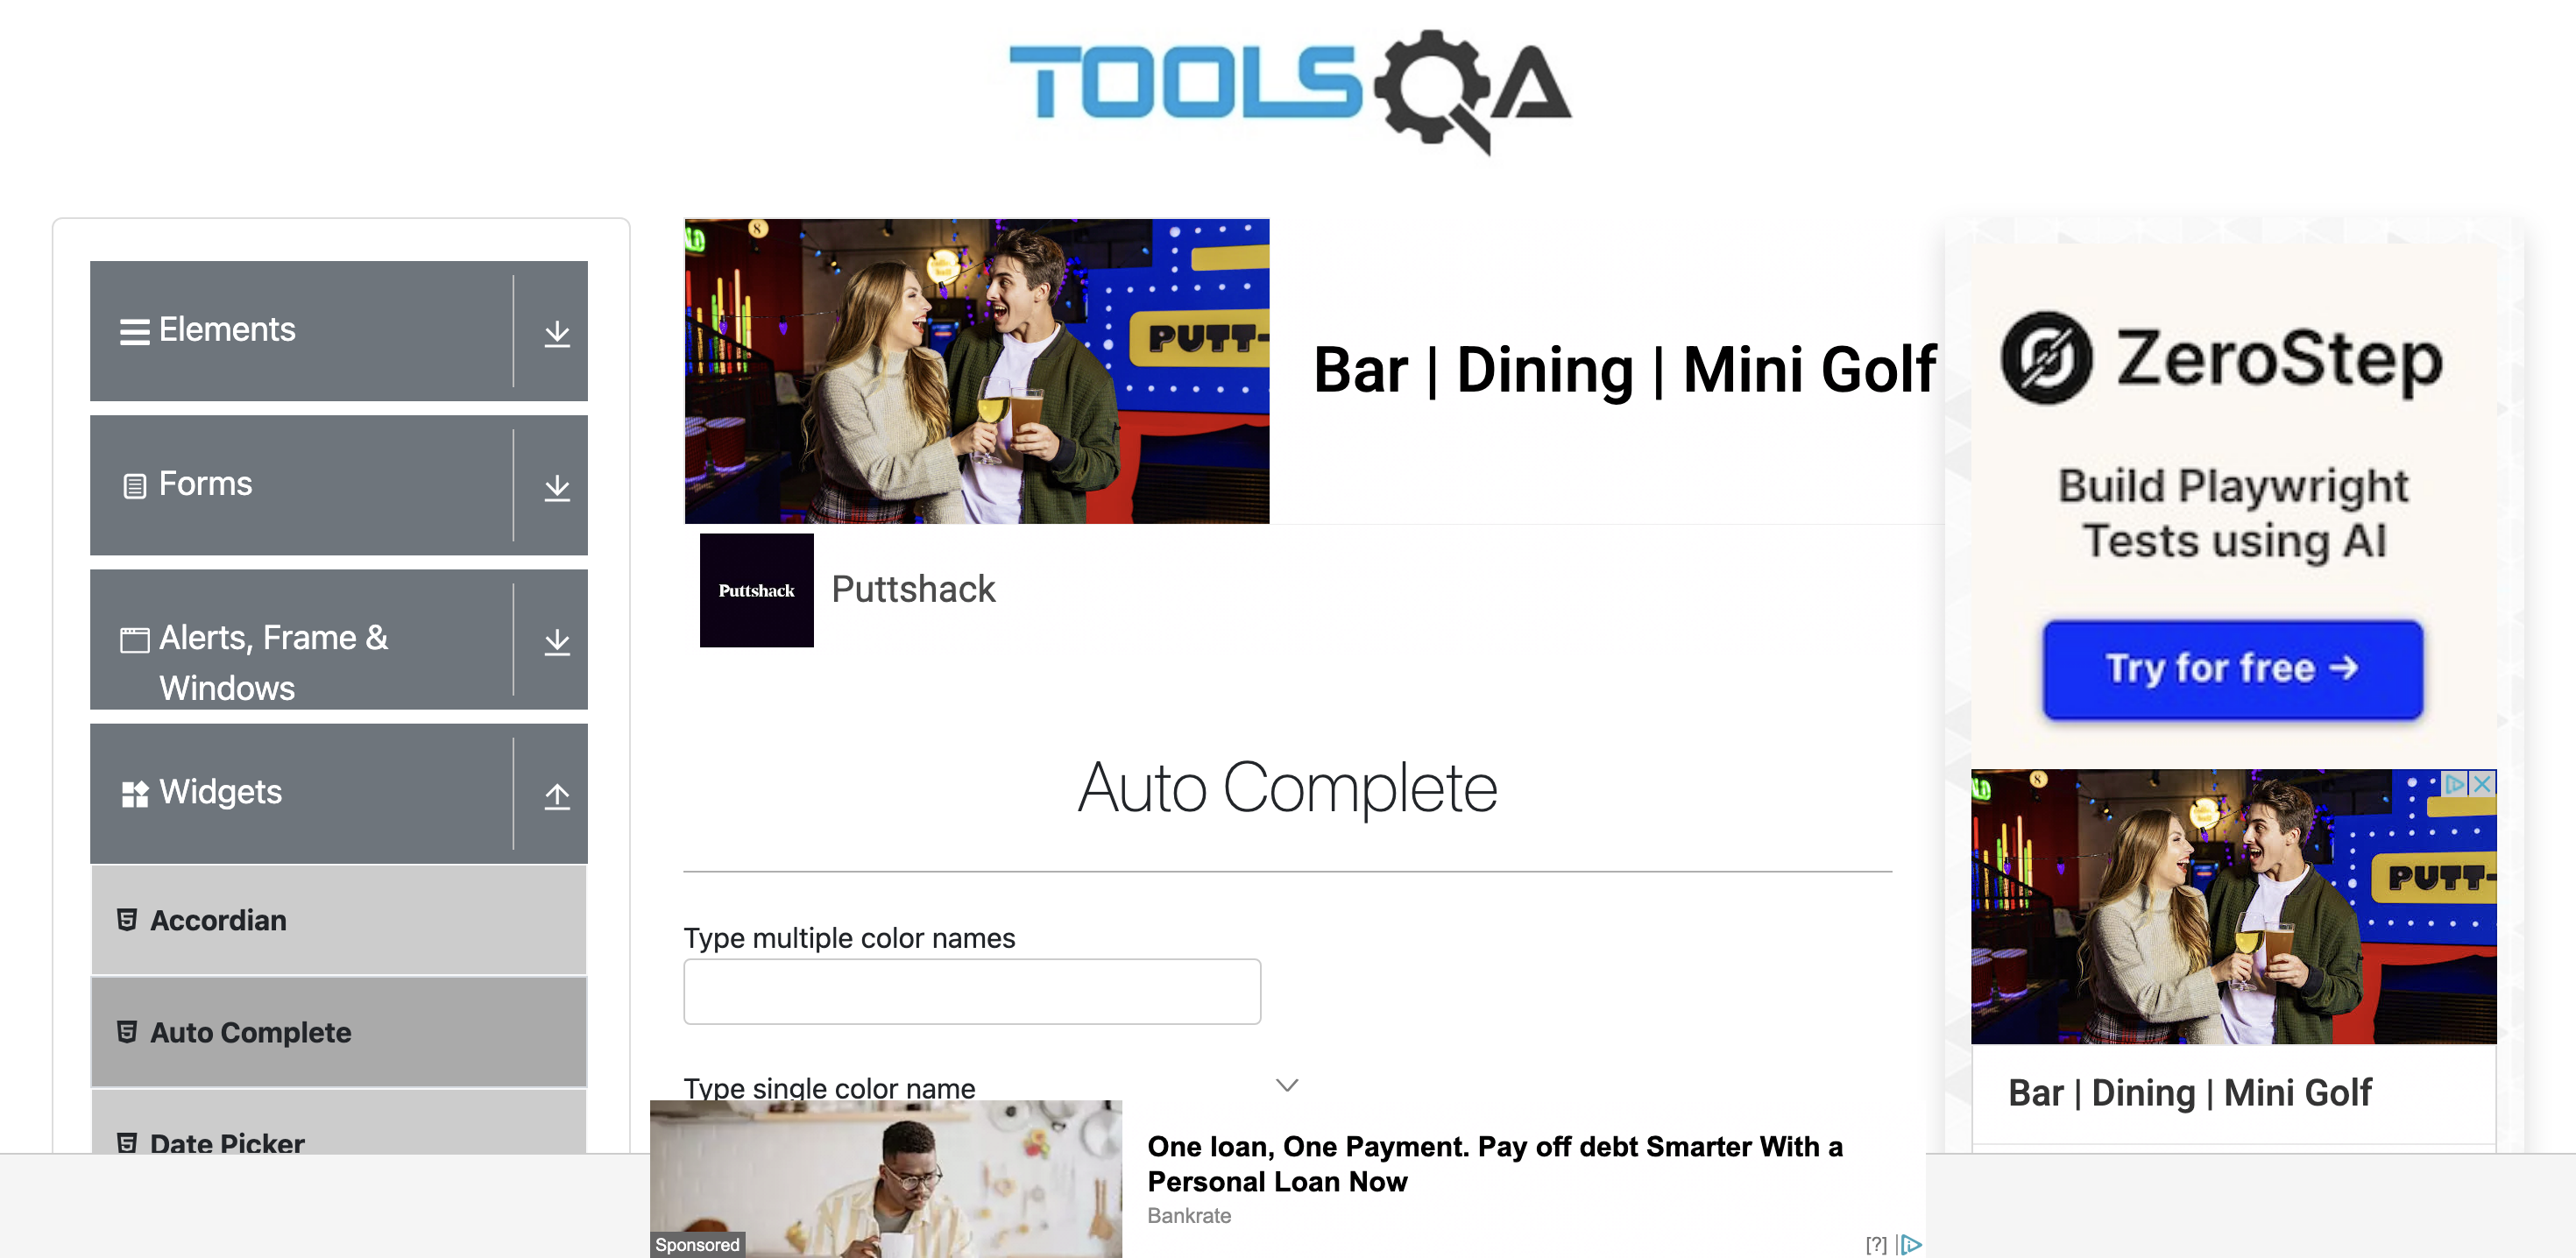 TOOLSQA
Elements
Forms
Alerts, Frame &
Windows
Widgets
Accordian
Auto Complete
Date Picker
8
PUTT-
Bar | Dining | Mini Golf
Puttshack
Puttshack
Auto Complete
Type multiple color names
Type single color name
ZeroStep
Build Playwright
Tests using AI
Try for free →
8
PUTT-
Bar | Dining | Mini Golf
One loan, One Payment. Pay off debt Smarter With a
Personal Loan Now
Bankrate
Sponsored
[?]